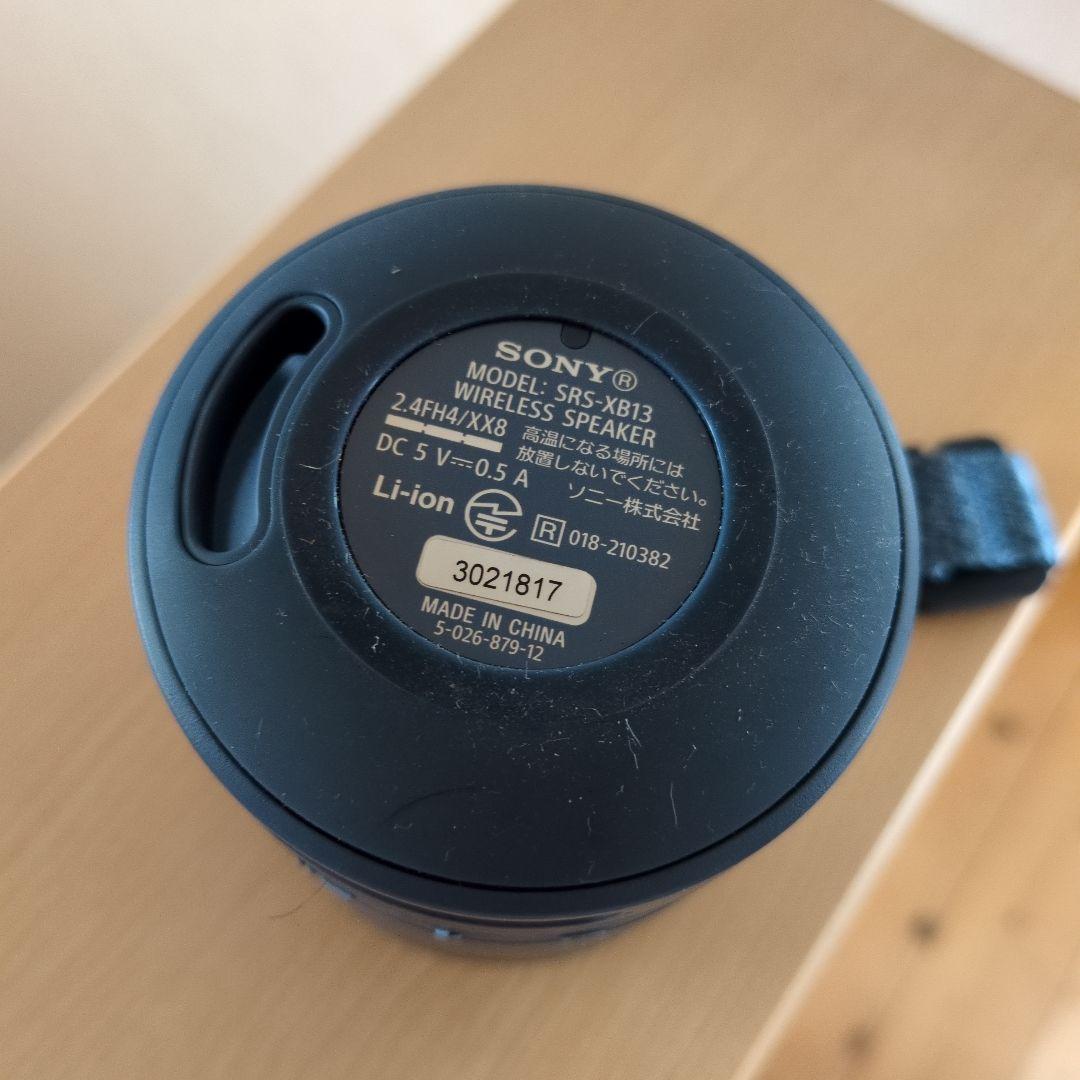 SONY®
MODEL: SRS-XB13
WIRELESS SPEAKER
2.4FH4/XX8
DC 5 V⎓0.5 A
高温になる場所には
放置しないでください。
ソニー株式会社
Li-ion
R 018-210382
3021817
MADE IN CHINA
5-026-879-12